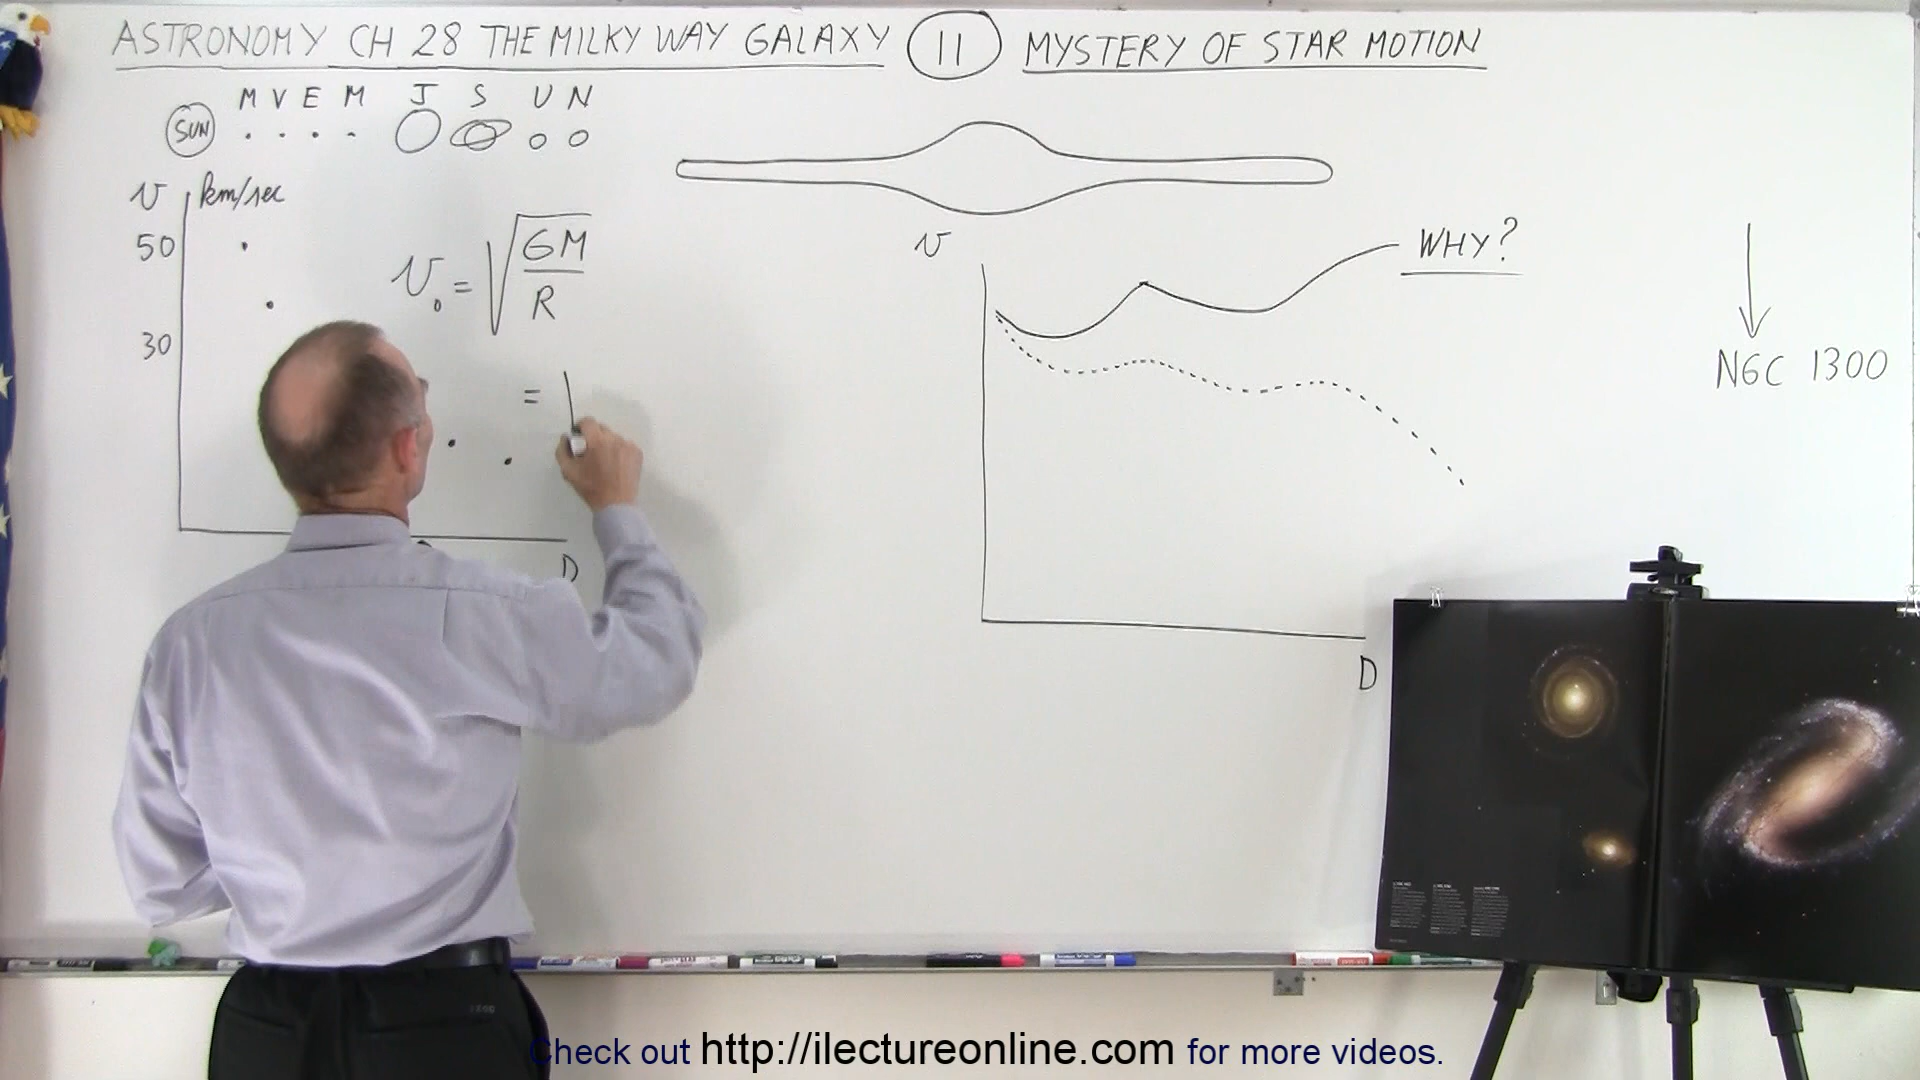 ASTRONOMY CH 28 THE MILKY WAY GALAXY 11 MYSTERY OF STAR MOTION
M V E M J S U N
SUN
v km/sec
50
30
v₀ = √GM/R
=
D
v
WHY?
D
NGC 1300
Check out http://ilectureonline.com for more videos.